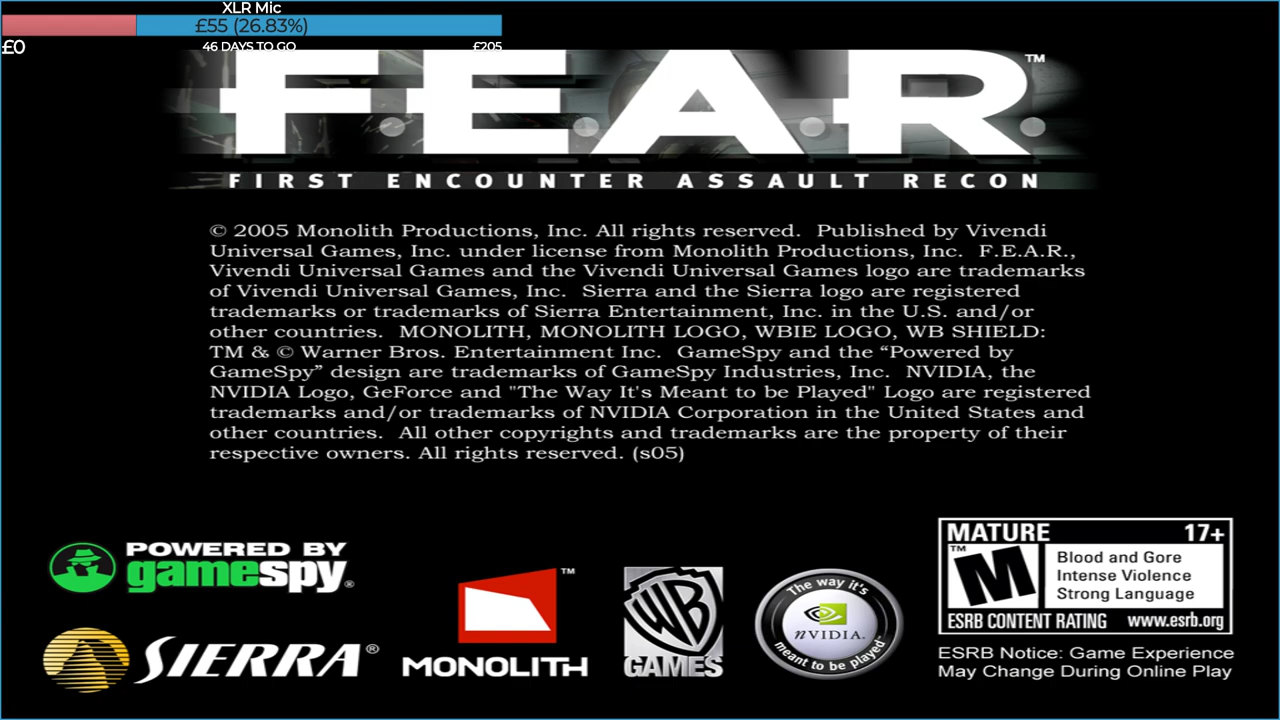 XLR Mic
£55 (26.83%)
£0 46 DAYS TO GO £205
F.E.A.R.™
FIRST ENCOUNTER ASSAULT RECON
© 2005 Monolith Productions, Inc. All rights reserved.  Published by Vivendi
Universal Games, Inc. under license from Monolith Productions, Inc.  F.E.A.R.,
Vivendi Universal Games and the Vivendi Universal Games logo are trademarks
of Vivendi Universal Games, Inc.  Sierra and the Sierra logo are registered
trademarks or trademarks of Sierra Entertainment, Inc. in the U.S. and/or
other countries.  MONOLITH, MONOLITH LOGO, WBIE LOGO, WB SHIELD:
TM & © Warner Bros. Entertainment Inc.  GameSpy and the “Powered by
GameSpy” design are trademarks of GameSpy Industries, Inc.  NVIDIA, the
NVIDIA Logo, GeForce and "The Way It's Meant to be Played" Logo are registered
trademarks and/or trademarks of NVIDIA Corporation in the United States and
other countries.  All other copyrights and trademarks are the property of their
respective owners. All rights reserved. (s05)
POWERED BY
gamespy®
SIERRA®
MONOLITH™
WB
GAMES
The way it's
nVIDIA.
meant to be played™
MATURE 17+
M™
Blood and Gore
Intense Violence
Strong Language
ESRB CONTENT RATING www.esrb.org
ESRB Notice: Game Experience
May Change During Online Play